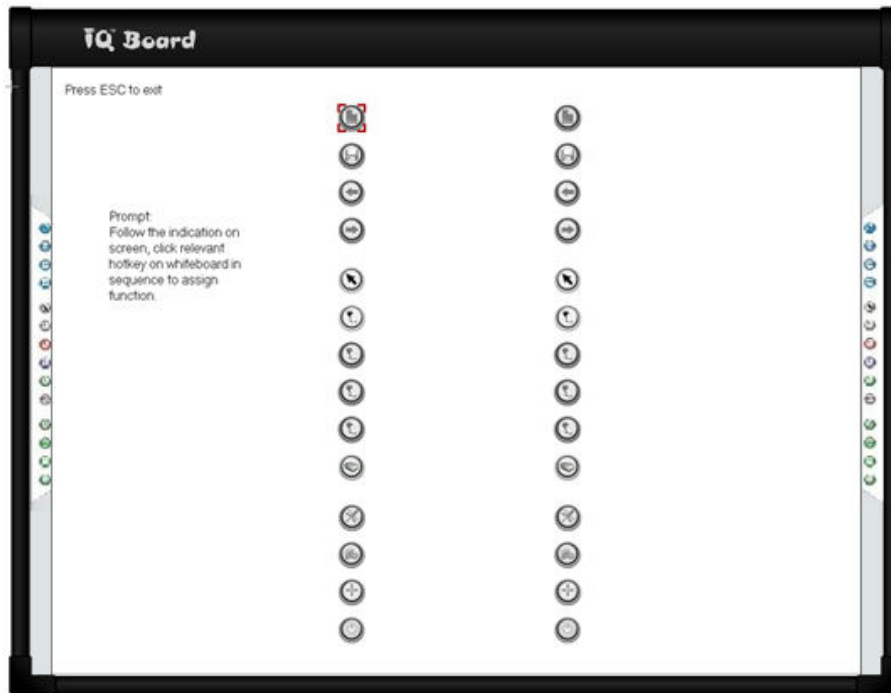 IQ Board
Press ESC to exit
Prompt:
Follow the indication on
screen, click relevant
hotkey on whiteboard in
sequence to assign
function.